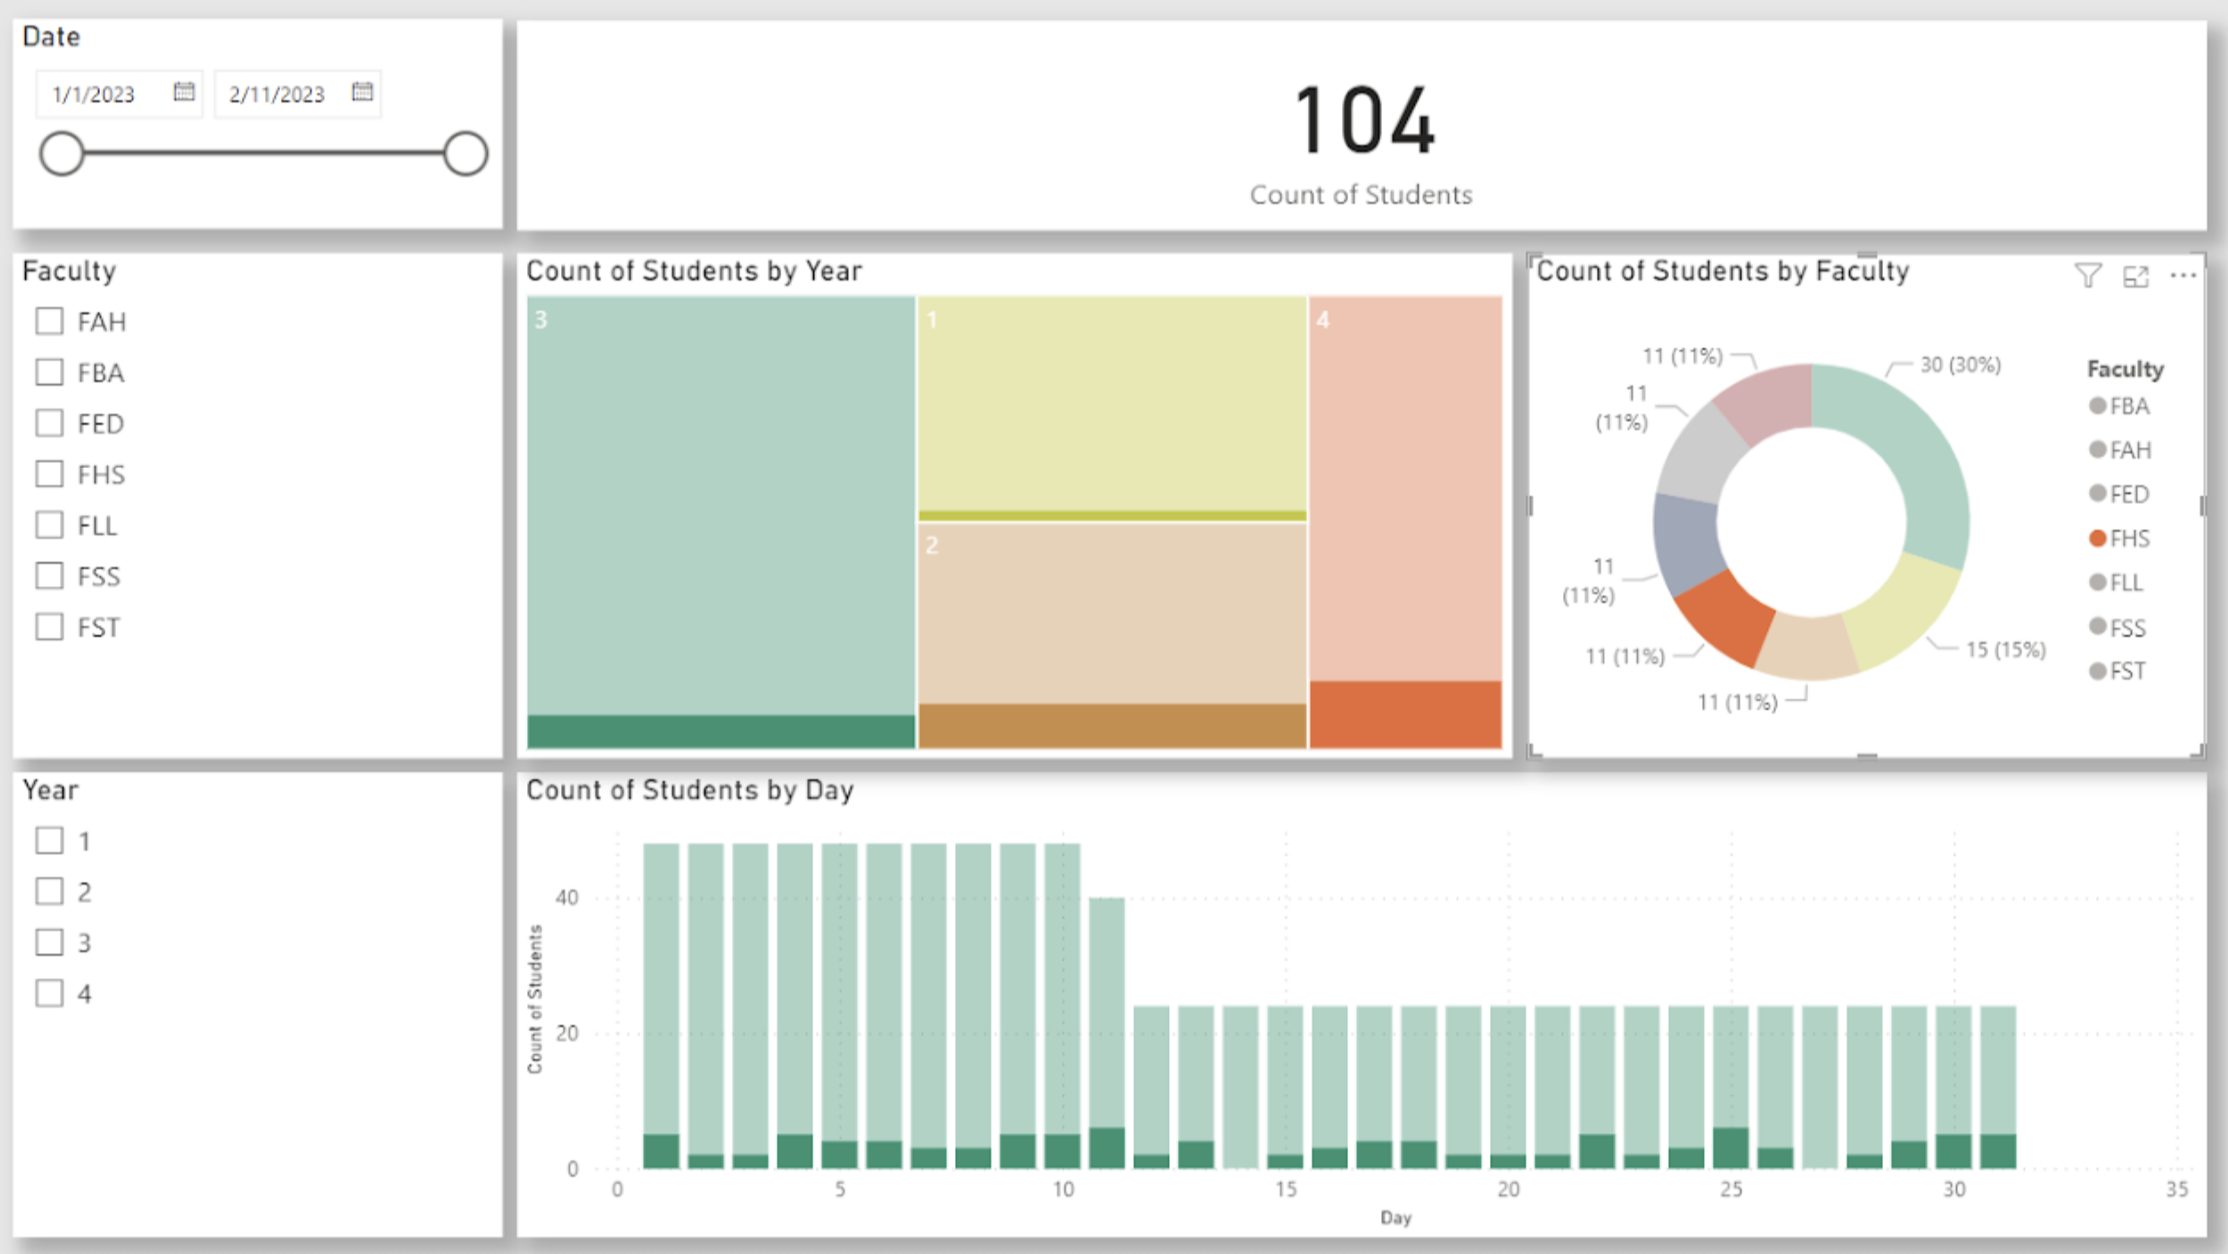 Date
1/1/2023
2/11/2023
104
Count of Students
Faculty
FAH
FBA
FED
FHS
FLL
FSS
FST
Count of Students by Year
3
1
4
2
Count of Students by Faculty
11 (11%)
30 (30%)
11
(11%)
11
(11%)
11 (11%)
15 (15%)
11 (11%)
Faculty
FBA
FAH
FED
FHS
FLL
FSS
FST
Year
1
2
3
4
Count of Students by Day
Count of Students
40
20
0
0 5 10 15 20 25 30 35
Day